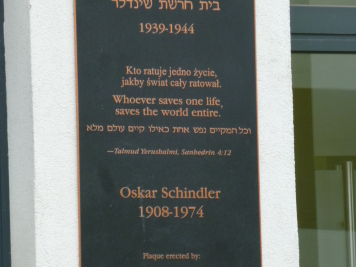 בית חרשת שינדלר
1939-1944
Kto ratuje jedno życie,
jakby świat cały ratował.
Whoever saves one life,
saves the world entire.
וכל המקיים נפש אחת כאילו קיים עולם מלא
—Talmud Yerushalmi, Sanhedrin 4:12
Oskar Schindler
1908-1974
Plaque erected by: